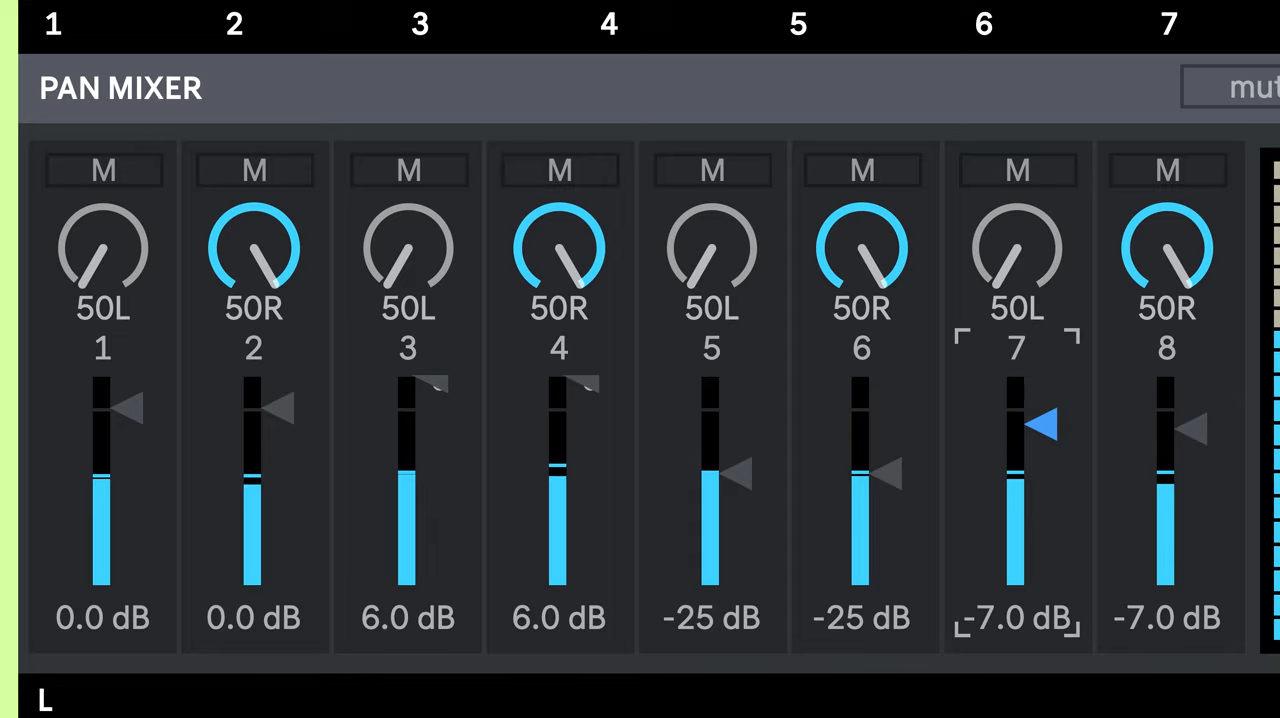 1 2 3 4 5 6 7
PAN MIXER
M M M M M M M M
50L 50R 50L 50R 50L 50R 50L 50R
1 2 3 4 5 6 7 8
0.0 dB 0.0 dB 6.0 dB 6.0 dB -25 dB -25 dB -7.0 dB -7.0 dB
L